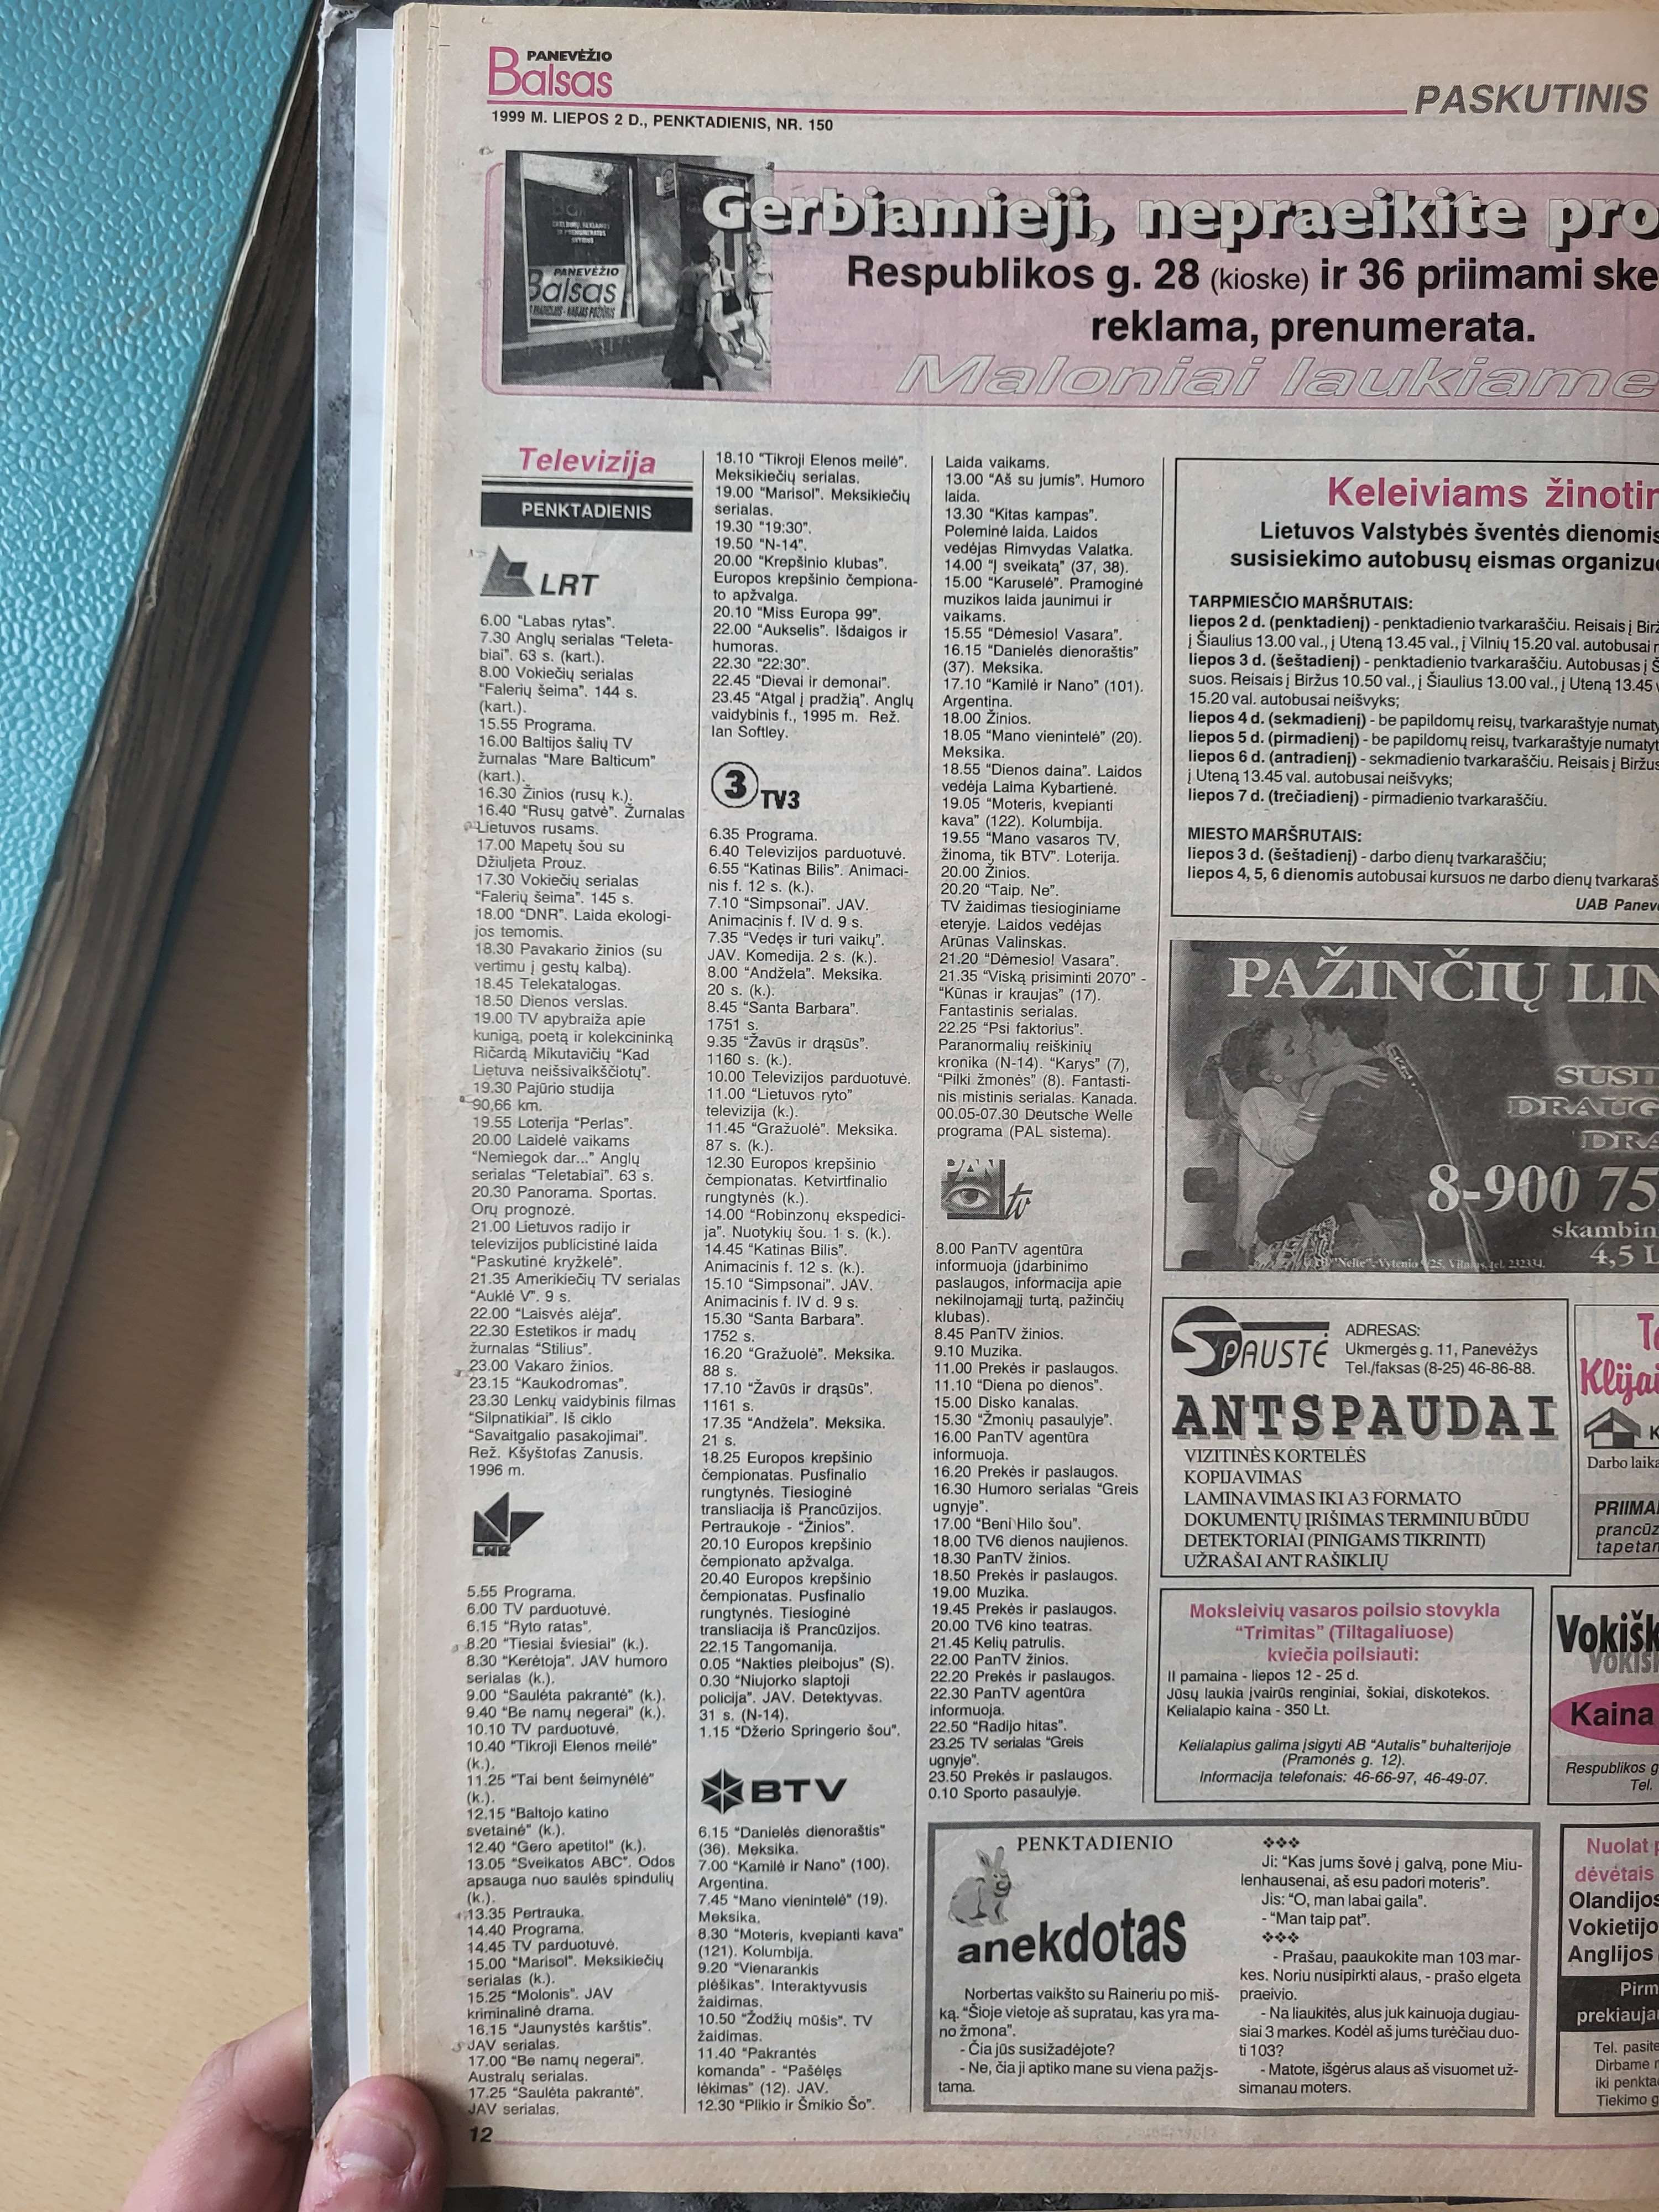 PANEVĖŽIO
Balsas
PASKUTINIS
1999 M. LIEPOS 2 D., PENKTADIENIS, NR. 150
PANEVĖŽIO
Balsas
Gerbiamieji, nepraeikite pro
Respublikos g. 28 (kioske) ir 36 priimami ske
reklama, prenumerata.
Maloniai laukiame
Televizija
PENKTADIENIS
LRT
6.00 “Labas rytas”.
7.30 Anglų serialas “Teleta-
biai”. 63 s. (kart.).
8.00 Vokiečių serialas
“Falerių šeima”. 144 s.
(kart.).
15.55 Programa.
16.00 Baltijos šalių TV
žurnalas “Mare Balticum”
(kart.).
16.30 Žinios (rusų k.).
16.40 “Rusų gatvė”. Žurnalas
Lietuvos rusams.
17.00 Mapetų šou su
Džiuljeta Prouz.
17.30 Vokiečių serialas
“Falerių šeima”. 145 s.
18.00 “DNR”. Laida ekologi-
jos temomis.
18.30 Pavakario žinios (su
vertimu į gestų kalbą).
18.45 Telekatalogas.
18.50 Dienos verslas.
19.00 TV apybraiža apie
kunigą, poetą ir kolekcininką
Ričardą Mikutavičių “Kad
Lietuva neišsivaikščiotų”.
19.30 Pajūrio studija
90,66 km.
19.55 Loterija “Perlas”.
20.00 Laidelė vaikams
“Nemiegok dar...” Anglų
serialas “Teletabiai”. 63 s.
20.30 Panorama. Sportas.
Orų prognozė.
21.00 Lietuvos radijo ir
televizijos publicistinė laida
“Paskutinė kryžkelė”.
21.35 Amerikiečių TV serialas
“Auklė V”. 9 s.
22.00 “Laisvės alėja”.
22.30 Estetikos ir madų
žurnalas “Stilius”.
23.00 Vakaro žinios.
23.15 “Kaukodromas”.
23.30 Lenkų vaidybinis filmas
“Silpnatikiai”. Iš ciklo
“Savaitgalio pasakojimai”.
Rež. Kšyštofas Zanusis.
1996 m.
LNK
5.55 Programa.
6.00 TV parduotuvė.
6.15 “Ryto ratas”.
8.20 “Tiesiai šviesiai” (k.).
8.30 “Kerėtoja”. JAV humoro
serialas (k.).
9.00 “Saulėta pakrantė” (k.).
9.40 “Be namų negerai” (k.).
10.10 TV parduotuvė.
10.40 “Tikroji Elenos meilė”
(k.).
11.25 “Tai bent šeimynėlė”
(k.).
12.15 “Baltojo katino
svetainė” (k.).
12.40 “Gero apetito!” (k.).
13.05 “Sveikatos ABC”. Odos
apsauga nuo saulės spindulių
(k.).
13.35 Pertrauka.
14.40 Programa.
14.45 TV parduotuvė.
15.00 “Marisol”. Meksikiečių
serialas (k.).
15.25 “Molonis”. JAV
kriminalinė drama.
16.15 “Jaunystės karštis”.
JAV serialas.
17.00 “Be namų negerai”.
Australų serialas.
17.25 “Saulėta pakrantė”.
JAV serialas.
18.10 “Tikroji Elenos meilė”.
Meksikiečių serialas.
19.00 “Marisol”. Meksikiečių
serialas.
19.30 “19:30”.
19.50 “N-14”.
20.00 “Krepšinio klubas”.
Europos krepšinio čempiona-
to apžvalga.
20.10 “Miss Europa 99”.
22.00 “Aukselis”. Išdaigos ir
humoras.
22.30 “22:30”.
22.45 “Dievai ir demonai”.
23.45 “Atgal į pradžią”. Anglų
vaidybinis f., 1995 m. Rež.
Ian Softley.
3 TV3
6.35 Programa.
6.40 Televizijos parduotuvė.
6.55 “Katinas Bilis”. Animaci-
nis f. 12 s. (k.).
7.10 “Simpsonai”. JAV.
Animacinis f. IV d. 9 s.
7.35 “Vedęs ir turi vaikų”.
JAV. Komedija. 2 s. (k.).
8.00 “Andžela”. Meksika.
20 s. (k.).
8.45 “Santa Barbara”.
1751 s.
9.35 “Žavūs ir drąsūs”.
1160 s. (k.).
10.00 Televizijos parduotuvė.
11.00 “Lietuvos ryto”
televizija (k.).
11.45 “Gražuolė”. Meksika.
87 s. (k.).
12.30 Europos krepšinio
čempionatas. Ketvirtfinalio
rungtynės (k.).
14.00 “Robinzonų ekspedici-
ja”. Nuotykių šou. 1 s. (k.).
14.45 “Katinas Bilis”.
Animacinis f. 12 s. (k.).
15.10 “Simpsonai”. JAV.
Animacinis f. IV d. 9 s.
15.30 “Santa Barbara”.
1752 s.
16.20 “Gražuolė”. Meksika.
88 s.
17.10 “Žavūs ir drąsūs”.
1161 s.
17.35 “Andžela”. Meksika.
21 s.
18.25 Europos krepšinio
čempionatas. Pusfinalio
rungtynės. Tiesioginė
transliacija iš Prancūzijos.
Pertraukoje - “Žinios”.
20.10 Europos krepšinio
čempionato apžvalga.
20.40 Europos krepšinio
čempionatas. Pusfinalio
rungtynės. Tiesioginė
transliacija iš Prancūzijos.
22.15 Tangomanija.
0.05 “Nakties pleibojus” (S).
0.30 “Niujorko slaptoji
policija”. JAV. Detektyvas.
31 s. (N-14).
1.15 “Džerio Springerio šou”.
BTV
6.15 “Danielės dienoraštis”
(36). Meksika.
7.00 “Kamilė ir Nano” (100).
Argentina.
7.45 “Mano vienintelė” (19).
Meksika.
8.30 “Moteris, kvepianti kava”
(121). Kolumbija.
9.20 “Vienarankis
plėšikas”. Interaktyvusis
žaidimas.
10.50 “Žodžių mūšis”. TV
žaidimas.
11.40 “Pakrantės
komanda” - “Pašėlęs
lėkimas” (12). JAV.
12.30 “Plikio ir Šmikio Šo”.
Laida vaikams.
13.00 “Aš su jumis”. Humoro
laida.
13.30 “Kitas kampas”.
Poleminė laida. Laidos
vedėjas Rimvydas Valatka.
14.00 “Į sveikatą” (37, 38).
15.00 “Karuselė”. Pramoginė
muzikos laida jaunimui ir
vaikams.
15.55 “Dėmesio! Vasara”.
16.15 “Danielės dienoraštis”
(37). Meksika.
17.10 “Kamilė ir Nano” (101).
Argentina.
18.00 Žinios.
18.05 “Mano vienintelė” (20).
Meksika.
18.55 “Dienos daina”. Laidos
vedėja Laima Kybartienė.
19.05 “Moteris, kvepianti
kava” (122). Kolumbija.
19.55 “Mano vasaros TV,
žinoma, tik BTV”. Loterija.
20.00 Žinios.
20.20 “Taip. Ne”.
TV žaidimas tiesioginiame
eteryje. Laidos vedėjas
Arūnas Valinskas.
21.20 “Dėmesio! Vasara”.
21.35 “Viską prisiminti 2070” -
“Kūnas ir kraujas” (17).
Fantastinis serialas.
22.25 “Psi faktorius”.
Paranormalių reiškinių
kronika (N-14). “Karys” (7),
“Pilki žmonės” (8). Fantasti-
nis mistinis serialas. Kanada.
00.05-07.30 Deutsche Welle
programa (PAL sistema).
PAN tv
8.00 PanTV agentūra
informuoja (įdarbinimo
paslaugos, informacija apie
nekilnojamąjį turtą, pažinčių
klubas).
8.45 PanTV žinios.
9.10 Muzika.
11.00 Prekės ir paslaugos.
11.10 “Diena po dienos”.
15.00 Disko kanalas.
15.30 “Žmonių pasaulyje”.
16.00 PanTV agentūra
informuoja.
16.20 Prekės ir paslaugos.
16.30 Humoro serialas “Greis
ugnyje”.
17.00 “Beni Hilo šou”.
18.00 TV6 dienos naujienos.
18.30 PanTV žinios.
18.50 Prekės ir paslaugos.
19.00 Muzika.
19.45 Prekės ir paslaugos.
20.00 TV6 kino teatras.
21.45 Kelių patrulis.
22.00 PanTV žinios.
22.20 Prekės ir paslaugos.
22.30 PanTV agentūra
informuoja.
22.50 “Radijo hitas”.
23.25 TV serialas “Greis
ugnyje”.
23.50 Prekės ir paslaugos.
0.10 Sporto pasaulyje.
Keleiviams žinotin
Lietuvos Valstybės šventės dienomis
susisiekimo autobusų eismas organizuo
TARPMIESČIO MARŠRUTAIS:
liepos 2 d. (penktadienį) - penktadienio tvarkaraščiu. Reisais į Birž
į Šiaulius 13.00 val., į Uteną 13.45 val., į Vilnių 15.20 val. autobusai n
liepos 3 d. (šeštadienį) - penktadienio tvarkaraščiu. Autobusas į Š
suos. Reisais į Biržus 10.50 val., į Šiaulius 13.00 val., į Uteną 13.45 v
15.20 val. autobusai neišvyks;
liepos 4 d. (sekmadienį) - be papildomų reisų, tvarkaraštyje numaty
liepos 5 d. (pirmadienį) - be papildomų reisų, tvarkaraštyje numatyt
liepos 6 d. (antradienį) - sekmadienio tvarkaraščiu. Reisais į Biržus
į Uteną 13.45 val. autobusai neišvyks;
liepos 7 d. (trečiadienį) - pirmadienio tvarkaraščiu.
MIESTO MARŠRUTAIS:
liepos 3 d. (šeštadienį) - darbo dienų tvarkaraščiu;
liepos 4, 5, 6 dienomis autobusai kursuos ne darbo dienų tvarkaraš
UAB Panevė
PAŽINČIŲ LIN
SUSI
DRAUG
DRA
8-900 75
skambin
4,5 L
"Nelte", Vytenio 9/25, Vilnius, tel. 232334.
SPAUSTĖ
ADRESAS:
Ukmergės g. 11, Panevėžys
Tel./faksas (8-25) 46-86-88.
ANTSPAUDAI
VIZITINĖS KORTELĖS
KOPIJAVIMAS
LAMINAVIMAS IKI A3 FORMATO
DOKUMENTŲ ĮRIŠIMAS TERMINIU BŪDU
DETEKTORIAI (PINIGAMS TIKRINTI)
UŽRAŠAI ANT RAŠIKLIŲ
Ta
Klijai
K
Darbo laika
PRIIMA
prancūz
tapetam
Moksleivių vasaros poilsio stovykla
“Trimitas” (Tiltagaliuose)
kviečia poilsiauti:
II pamaina - liepos 12 - 25 d.
Jūsų laukia įvairūs renginiai, šokiai, diskotekos.
Kelialapio kaina - 350 Lt.
Kelialapius galima įsigyti AB “Autalis” buhalterijoje
(Pramonės g. 12).
Informacija telefonais: 46-66-97, 46-49-07.
Vokišk
Kaina
Respublikos g
Tel.
PENKTADIENIO
anekdotas
Norbertas vaikšto su Raineriu po miš-
ką. “Šioje vietoje aš supratau, kas yra ma-
no žmona”.
- Čia jūs susižadėjote?
- Ne, čia ji aptiko mane su viena pažįs-
tama.
Ji: “Kas jums šovė į galvą, pone Miu-
lenhausenai, aš esu padori moteris”.
Jis: “O, man labai gaila”.
- “Man taip pat”.
- Prašau, paaukokite man 103 mar-
kes. Noriu nusipirkti alaus, - prašo elgeta
praeivio.
- Na liaukitės, alus juk kainuoja dugiau-
siai 3 markes. Kodėl aš jums turėčiau duo-
ti 103?
- Matote, išgėrus alaus aš visuomet už-
simanau moters.
Nuolat p
dėvėtais
Olandijos
Vokietijo
Anglijos
Pirm
prekiauja
Tel. pasite
Dirbame n
iki penkta
Tiekimo g
12